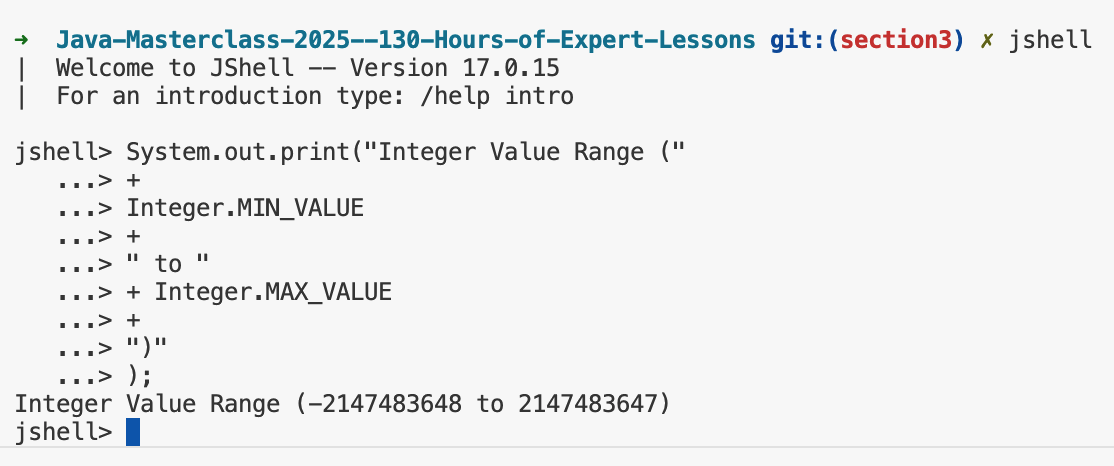 ➜  Java-Masterclass-2025--130-Hours-of-Expert-Lessons git:(section3) ✗ jshell
|  Welcome to JShell -- Version 17.0.15
|  For an introduction type: /help intro

jshell> System.out.print("Integer Value Range ("
   ...> +
   ...> Integer.MIN_VALUE
   ...> +
   ...> " to "
   ...> + Integer.MAX_VALUE
   ...> +
   ...> ")"
   ...> );
Integer Value Range (-2147483648 to 2147483647)
jshell>